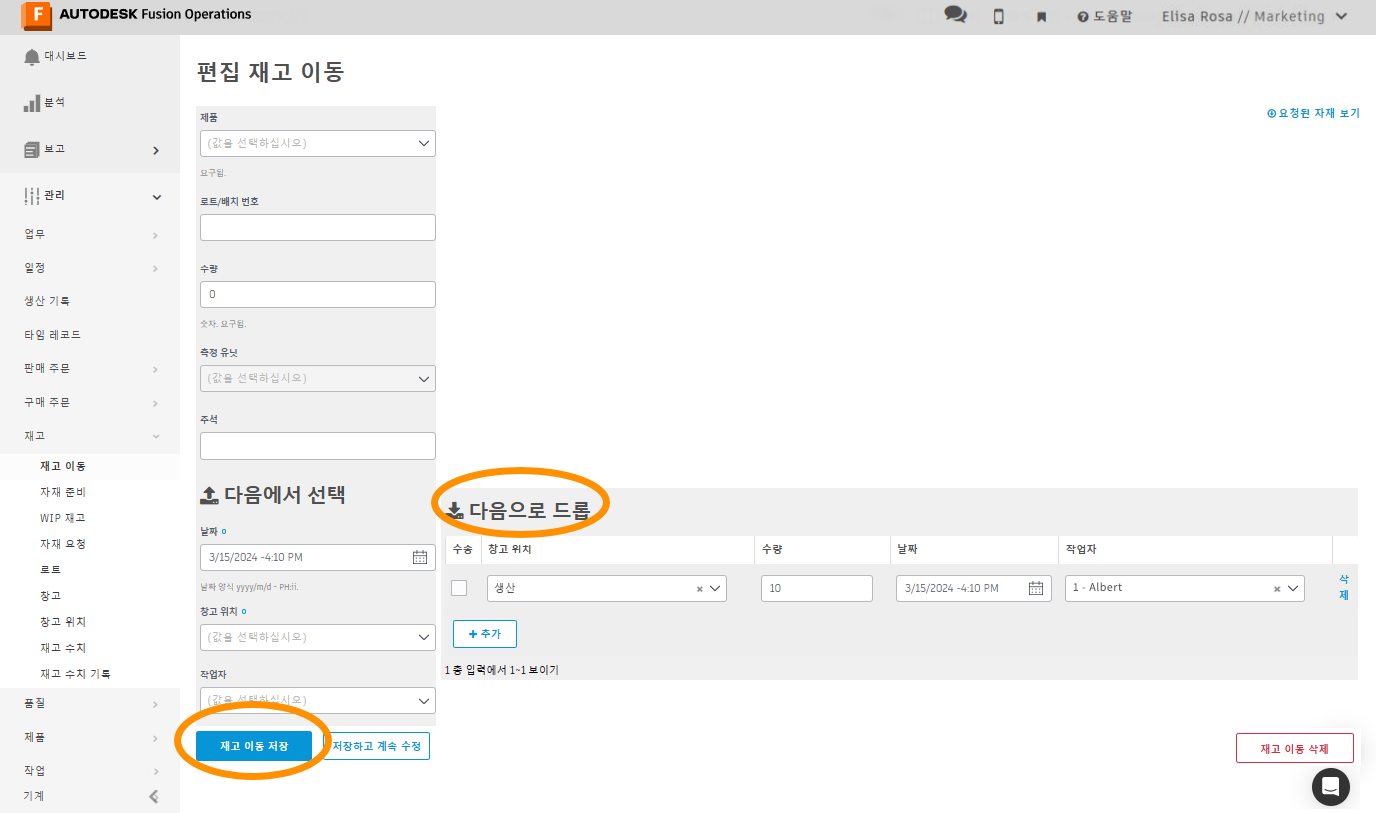 AUTODESK Fusion Operations
도움말
Elisa Rosa // Marketing
대시보드
분석
보고
관리
업무
일정
생산 기록
타임 레코드
판매 주문
구매 주문
재고
재고 이동
자재 준비
WIP 재고
자재 요청
로트
창고
창고 위치
재고 수치
재고 수치 기록
품질
제품
작업
기계
편집 재고 이동
요청된 자재 보기
제품
(값을 선택하십시오)
요구됨.
로트/배치 번호
수량
0
숫자. 요구됨.
측정 유닛
(값을 선택하십시오)
주석
다음에서 선택
날짜
3/15/2024 -4:10 PM
날짜 양식 yyyy/m/d - PH:ii.
창고 위치
(값을 선택하십시오)
작업자
(값을 선택하십시오)
재고 이동 저장
저장하고 계속 수정
다음으로 드롭
수송 창고 위치 수량 날짜 작업자
생산 10 3/15/2024 -4:10 PM 1 - Albert 삭제
+ 추가
1 총 입력에서 1~1 보이기
재고 이동 삭제